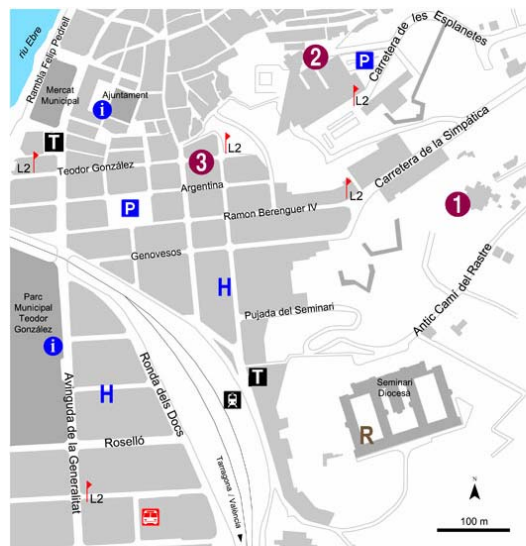 riu Ebre
Rambla Felip Pedrell
Mercat
Municipal
Ajuntament
i
T
L2
Teodor González
2
P
Carretera de les Esplanetes
L2
3
L2
Argentina
Carretera de la Simpàtica
L2
1
P
Ramon Berenguer IV
Genovesos
H
Antic Camí del Rastre
Parc
Municipal
Teodor
González
i
Pujada del Seminari
Avinguda de la Generalitat
H
Ronda dels Docs
T
Seminari
Diocesà
R
Roselló
L2
Tarragona / València
100 m